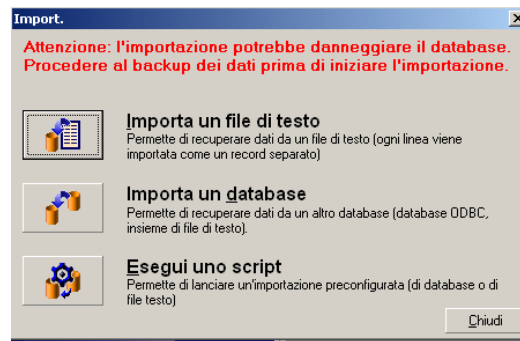 Import.
Attenzione: l'importazione potrebbe danneggiare il database.
Procedere al backup dei dati prima di iniziare l'importazione.
Importa un file di testo
Permette di recuperare dati da un file di testo (ogni linea viene
importata come un record separato)
Importa un database
Permette di recuperare dati da un altro database (database ODBC,
insieme di file di testo).
Esegui uno script
Permette di lanciare un'importazione preconfigurata (di database o di
file testo)
Chiudi